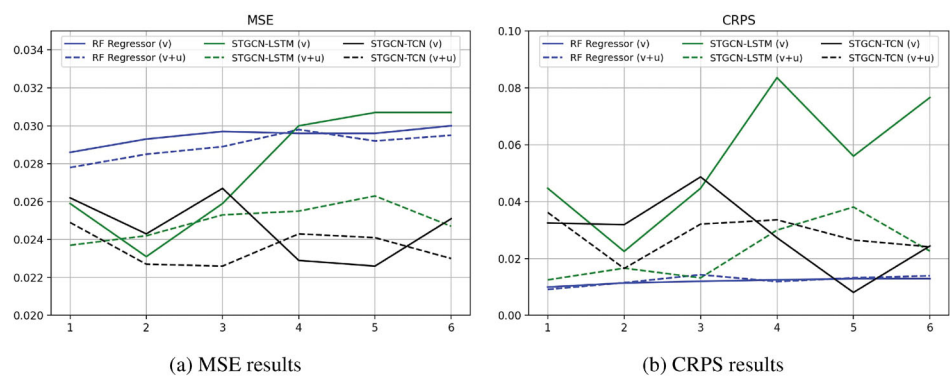 MSE
RF Regressor (v) STGCN-LSTM (v) STGCN-TCN (v)
RF Regressor (v+u) STGCN-LSTM (v+u) STGCN-TCN (v+u)
0.034
0.032
0.030
0.028
0.026
0.024
0.022
0.020
1 2 3 4 5 6
(a) MSE results
CRPS
RF Regressor (v) STGCN-LSTM (v) STGCN-TCN (v)
RF Regressor (v+u) STGCN-LSTM (v+u) STGCN-TCN (v+u)
0.10
0.08
0.06
0.04
0.02
0.00
1 2 3 4 5 6
(b) CRPS results